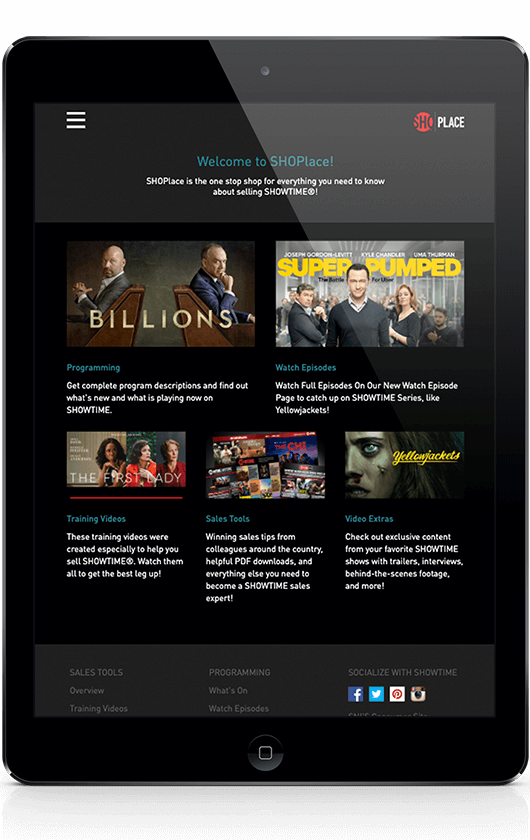 SHO PLACE
Welcome to SHOPlace!
SHOPlace is the one stop shop for everything you need to know
about selling SHOWTIME®!
BILLIONS
JOSEPH GORDON-LEVITT KYLE CHANDLER UMA THURMAN
SUPER PUMPED
The Battle For Uber
Programming
Get complete program descriptions and find out
what's new and what is playing now on
SHOWTIME.
Watch Episodes
Watch Full Episodes On Our New Watch Episode
Page to catch up on SHOWTIME Series, like
Yellowjackets!
THE FIRST LADY
THE CHI
Yellowjackets
Training Videos
These training videos were
created especially to help you
sell SHOWTIME®. Watch them
all to get the best leg up!
Sales Tools
Winning sales tips from
colleagues around the country,
helpful PDF downloads, and
everything else you need to
become a SHOWTIME sales
expert!
Video Extras
Check out exclusive content
from your favorite SHOWTIME
shows with trailers, interviews,
behind-the-scenes footage,
and more!
SALES TOOLS
Overview
Training Videos
PROGRAMMING
What's On
Watch Episodes
SOCIALIZE WITH SHOWTIME